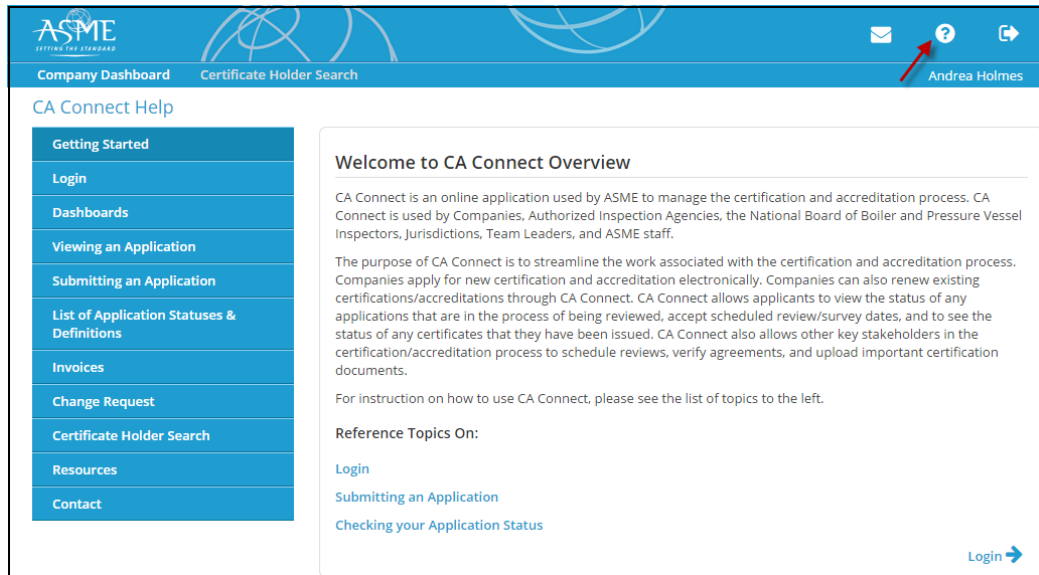 ASME
SETTING THE STANDARD
?
Company Dashboard Certificate Holder Search Andrea Holmes
CA Connect Help
Getting Started
Login
Dashboards
Viewing an Application
Submitting an Application
List of Application Statuses &
Definitions
Invoices
Change Request
Certificate Holder Search
Resources
Contact
Welcome to CA Connect Overview
CA Connect is an online application used by ASME to manage the certification and accreditation process. CA
Connect is used by Companies, Authorized Inspection Agencies, the National Board of Boiler and Pressure Vessel
Inspectors, Jurisdictions, Team Leaders, and ASME staff.
The purpose of CA Connect is to streamline the work associated with the certification and accreditation process.
Companies apply for new certification and accreditation electronically. Companies can also renew existing
certifications/accreditations through CA Connect. CA Connect allows applicants to view the status of any
applications that are in the process of being reviewed, accept scheduled review/survey dates, and to see the
status of any certificates that they have been issued. CA Connect also allows other key stakeholders in the
certification/accreditation process to schedule reviews, verify agreements, and upload important certification
documents.
For instruction on how to use CA Connect, please see the list of topics to the left.
Reference Topics On:
Login
Submitting an Application
Checking your Application Status
Login